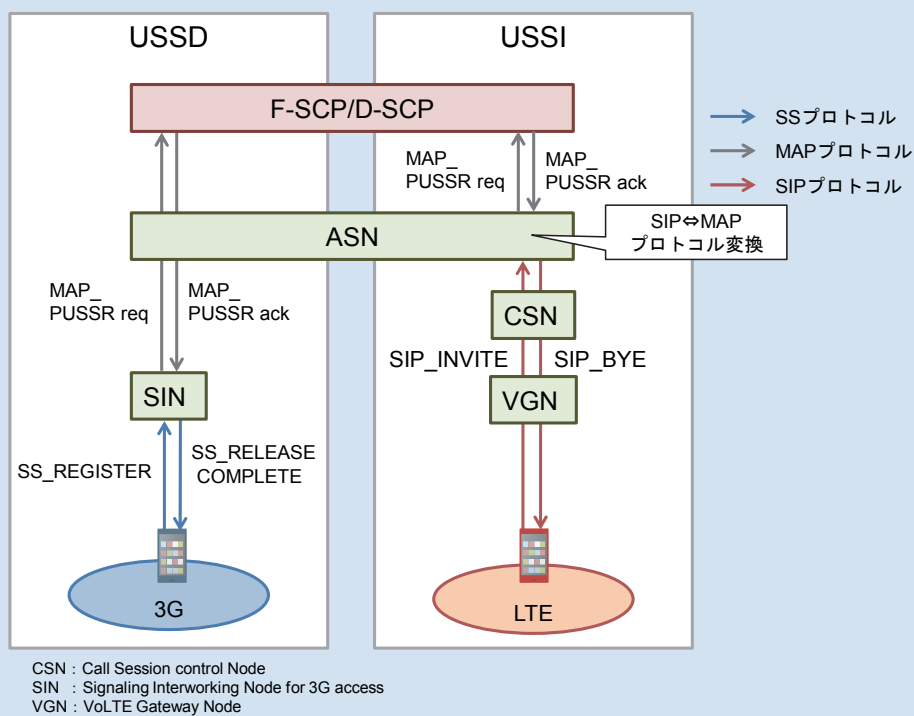 USSD
USSI
F-SCP/D-SCP
MAP_
PUSSR req
MAP_
PUSSR ack
SSプロトコル
MAPプロトコル
SIPプロトコル
ASN
SIP⇔MAP
プロトコル変換
MAP_
PUSSR req
MAP_
PUSSR ack
CSN
SIP_INVITE
SIP_BYE
SIN
VGN
SS_REGISTER
SS_RELEASE
COMPLETE
3G
LTE
CSN : Call Session control Node
SIN : Signaling Interworking Node for 3G access
VGN : VoLTE Gateway Node